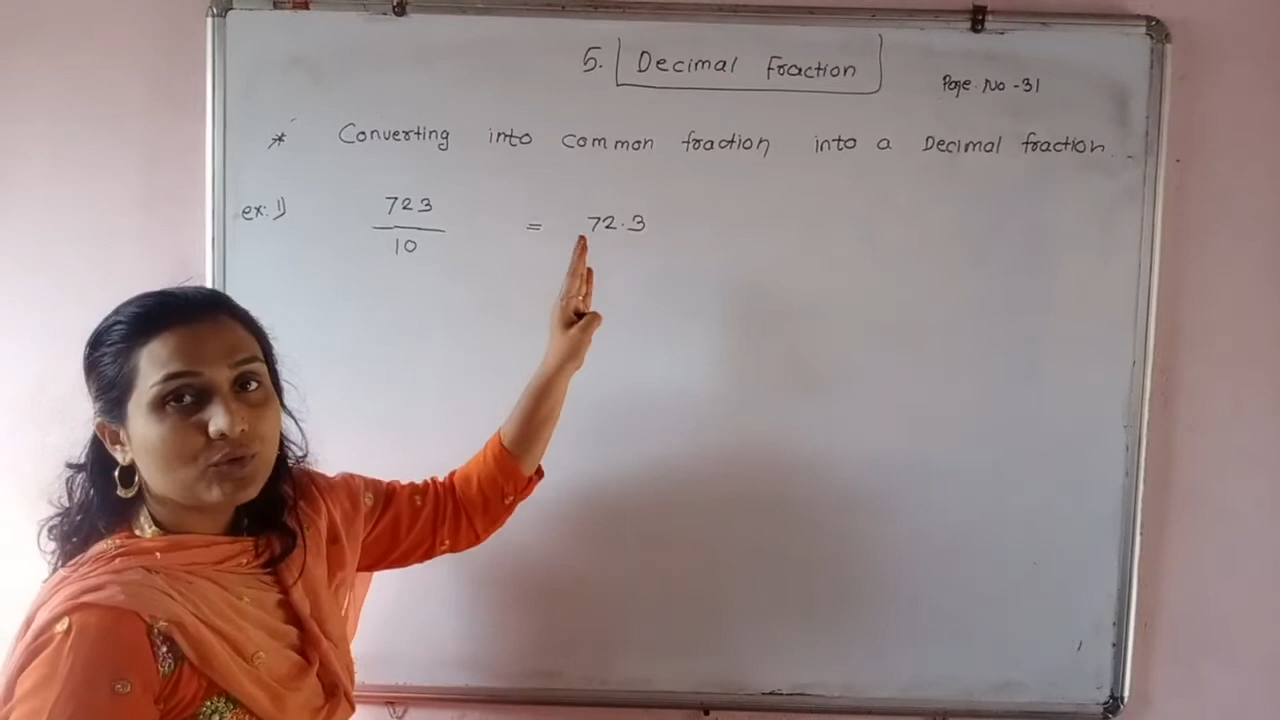 5. Decimal Fraction
Page. No -31
* Converting into common fraction into a Decimal fraction.
ex: 1) 723/10 = 72.3